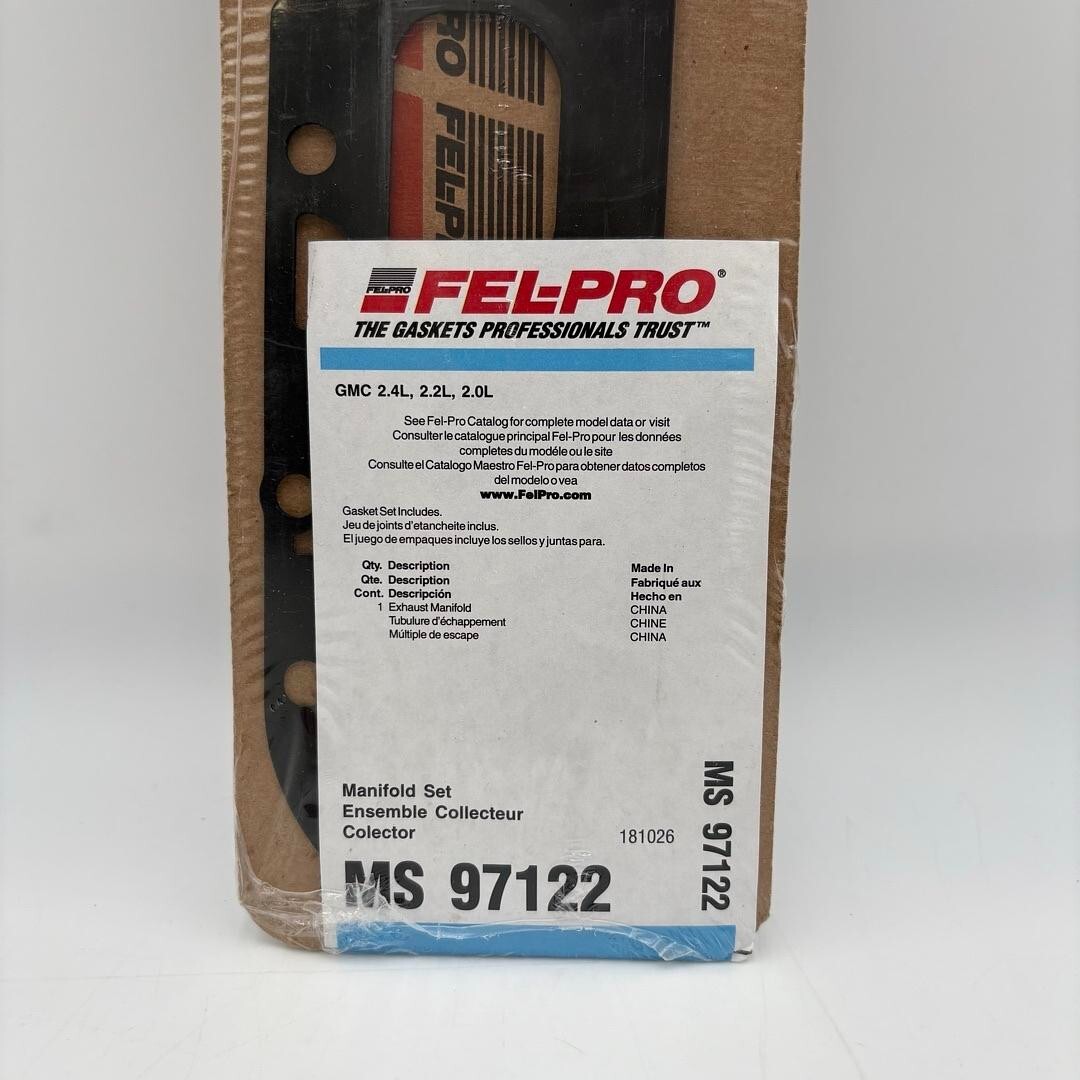 RO FEL-P
FEL-PRO
FEL-PRO®
THE GASKETS PROFESSIONALS TRUST™
GMC 2.4L, 2.2L, 2.0L
See Fel-Pro Catalog for complete model data or visit
Consulter le catalogue principal Fel-Pro pour les données
completes du modéle ou le site
Consulte el Catalogo Maestro Fel-Pro para obtener datos completos
del modelo o vea
www.FelPro.com
Gasket Set Includes.
Jeu de joints d'etancheite inclus.
El juego de empaques incluye los sellos y juntas para.
Qty. Description Made In
Qte. Description Fabriqué aux
Cont. Descripción Hecho en
1 Exhaust Manifold CHINA
Tubulure d'échappement CHINE
Múltiple de escape CHINA
Manifold Set
Ensemble Collecteur
Colector 181026
MS 97122
MS 97122